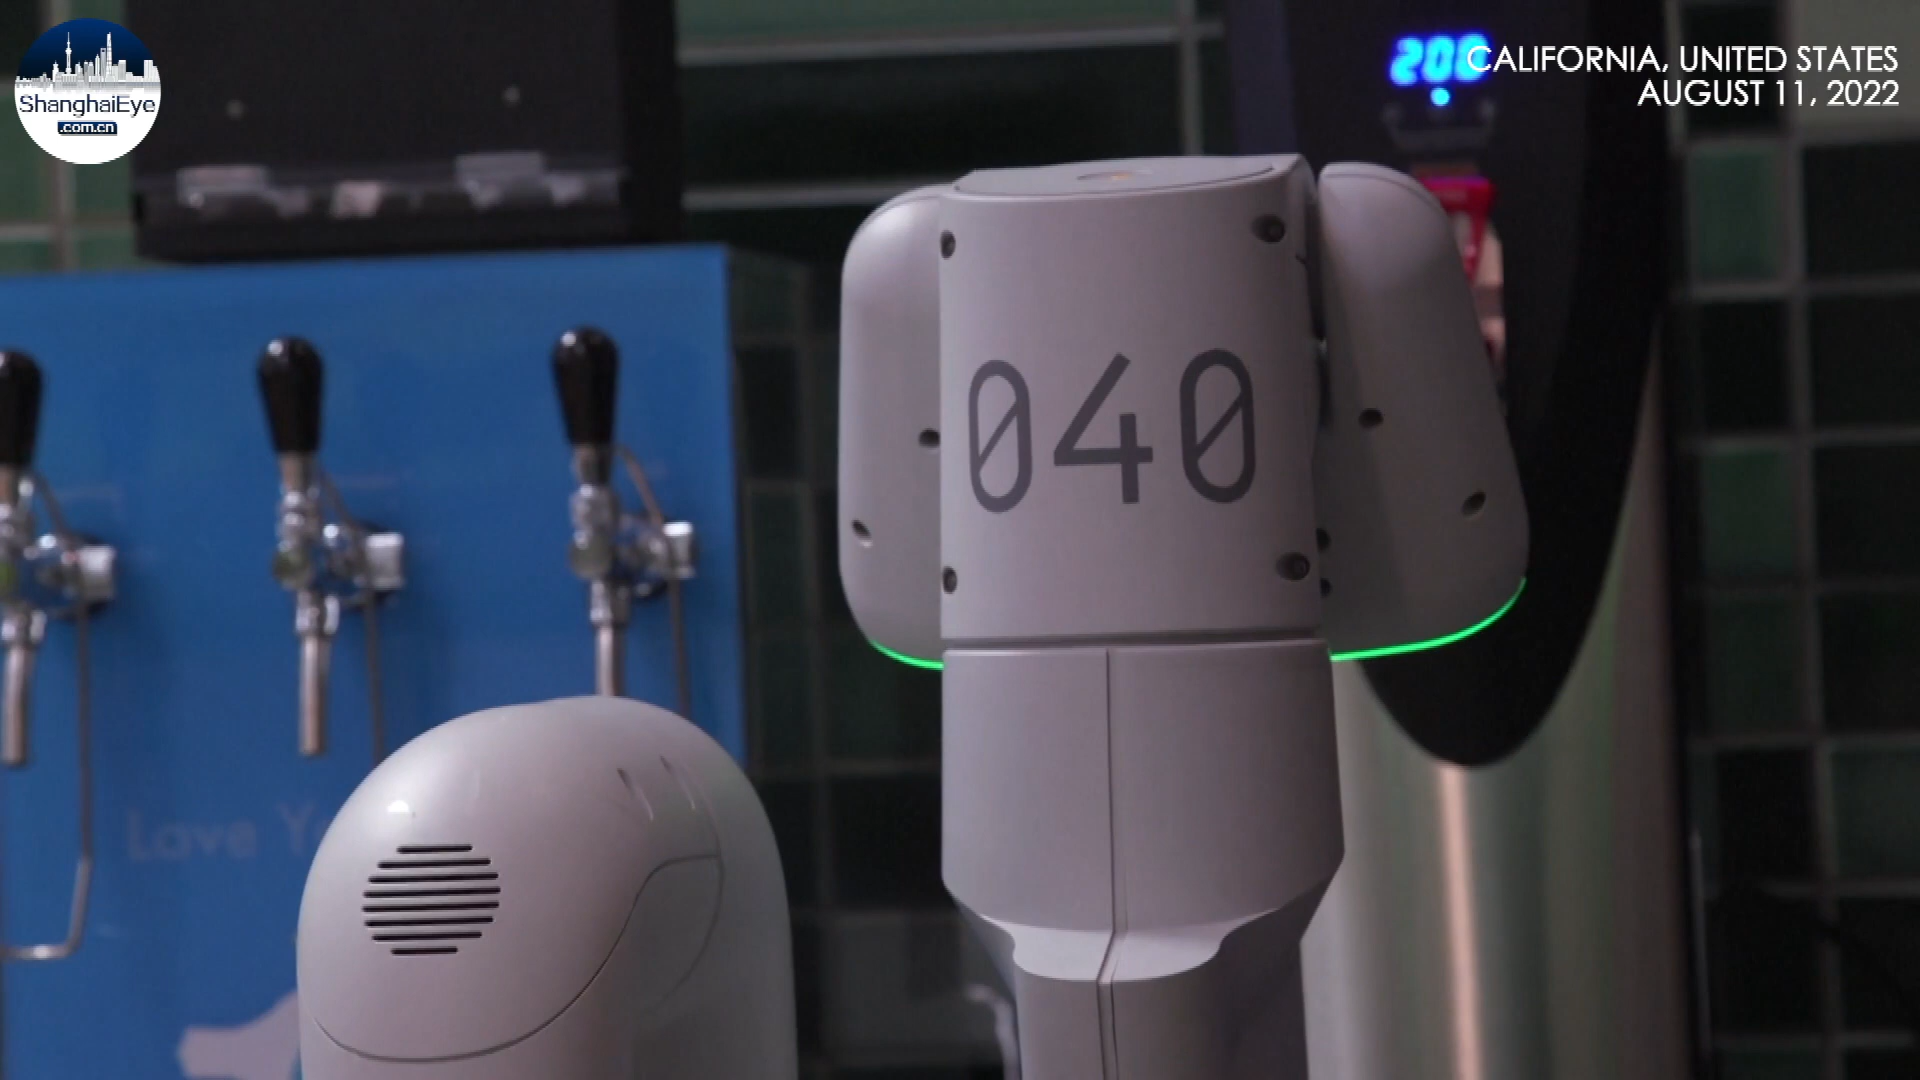 ShanghaiEye
.com.cn
CALIFORNIA, UNITED STATES
AUGUST 11, 2022
040